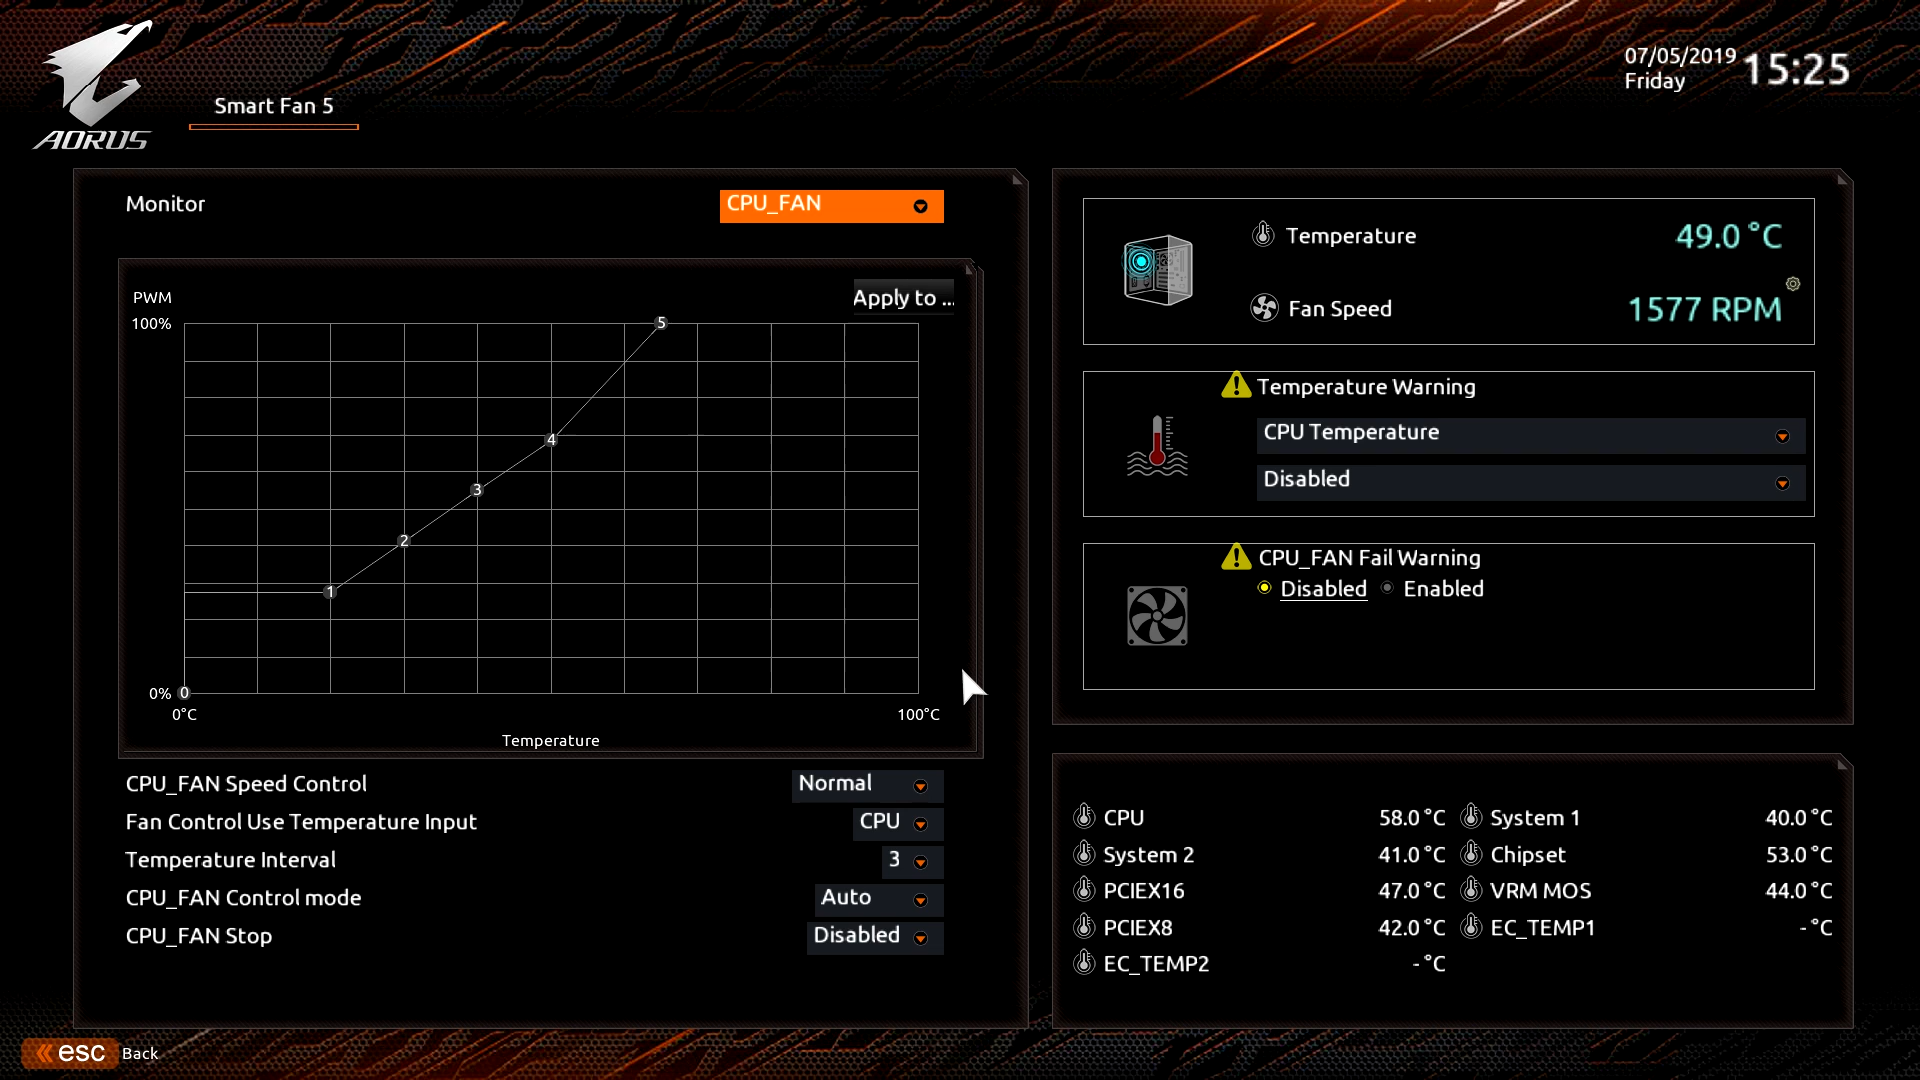 AORUS
Smart Fan 5
07/05/2019
Friday
15:25
Monitor
CPU_FAN
PWM
Apply to ...
100%
5
4
3
2
1
0%
0
0°C
100°C
Temperature
CPU_FAN Speed Control
Normal
Fan Control Use Temperature Input
CPU
Temperature Interval
3
CPU_FAN Control mode
Auto
CPU_FAN Stop
Disabled
Temperature
49.0 °C
Fan Speed
1577 RPM
Temperature Warning
CPU Temperature
Disabled
CPU_FAN Fail Warning
Disabled
Enabled
CPU
58.0 °C
System 1
40.0 °C
System 2
41.0 °C
Chipset
53.0 °C
PCIEX16
47.0 °C
VRM MOS
44.0 °C
PCIEX8
42.0 °C
EC_TEMP1
- °C
EC_TEMP2
- °C
esc Back